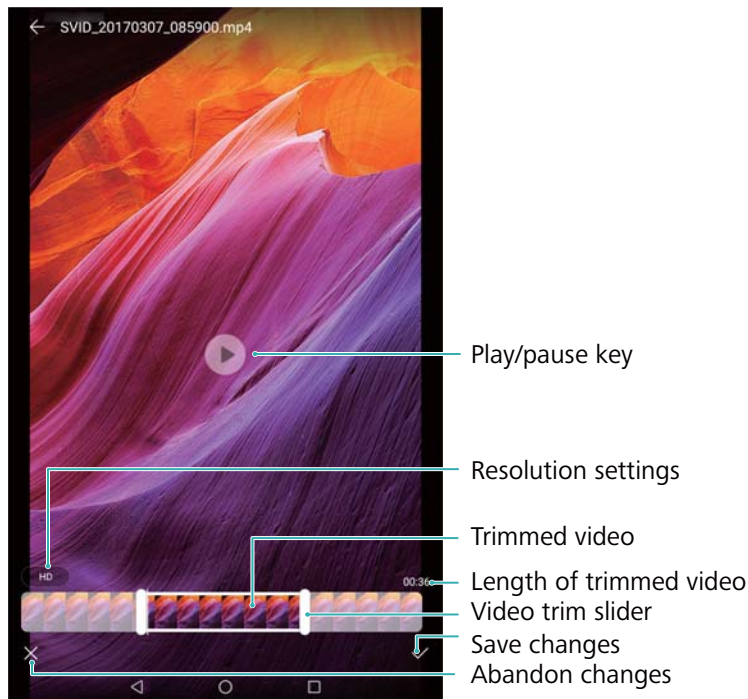 SVID_20170307_085900.mp4
Play/pause key
Resolution settings
Trimmed video
HD
00:36
Length of trimmed video
Video trim slider
Save changes
Abandon changes